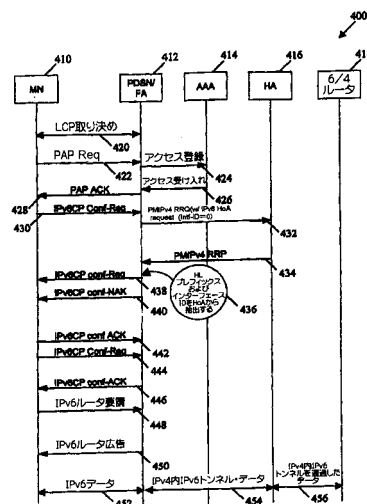 400
410
412
414
416
41
MN
PDSN/
FA
AAA
HA
6/4
ルータ
LCP取り決め
420
PAP Req
422
アクセス登録
424
アクセス受け入れ
426
PAP ACK
428
IPv6CP Conf-Req
430
PMIPv4 RRQ(w/ IPv6 HoA
request (Intf-ID=0)
432
PMIPv4 RRP
434
IPv6CP conf-Req
438
HL
プレフィックス
および
インターフェース
IDをHoAから
抽出する
436
IPv6CP conf-NAK
440
IPv6CP conf ACK
442
IPv6CP Conf-Req
444
IPv6CP conf-ACK
446
IPv6ルータ要請
448
IPv6ルータ広告
450
IPv6データ
452
IPv4内IPv6トンネル・データ
454
IPv4内IPv6
トンネルを通過した
データ
456